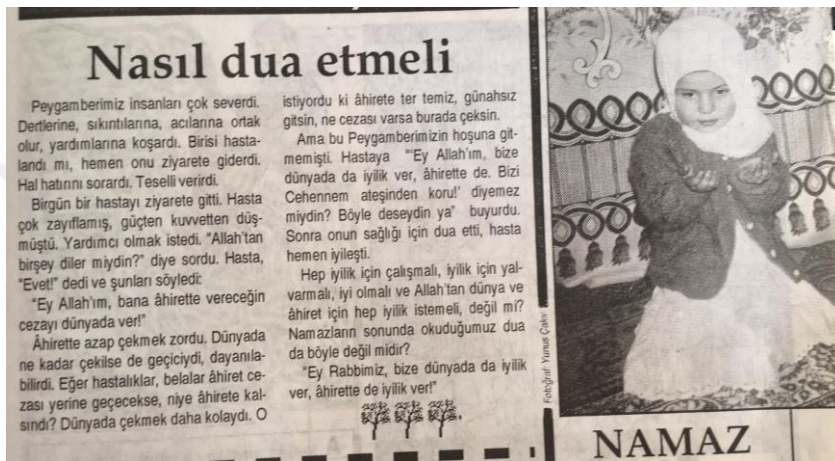 Nasıl dua etmeli
Peygamberimiz insanları çok severdi.
Dertlerine, sıkıntılarına, acılarına ortak
olur, yardımlarına koşardı. Birisi hasta-
landı mı, hemen onu ziyarete giderdi.
Hal hatırını sorardı. Teselli verirdi.
Birgün bir hastayı ziyarete gitti. Hasta
çok zayıflamış, güçten kuvvetten düş-
müştü. Yardımcı olmak istedi. "Allah'tan
birşey diler miydin?" diye sordu. Hasta,
"Evet!" dedi ve şunları söyledi:
"Ey Allah'ım, bana âhirette vereceğin
cezayı dünyada ver!"
Âhirette azap çekmek zordu. Dünyada
ne kadar çekilse de geçiciydi, dayanıla-
bilirdi. Eğer hastalıklar, belalar âhiret ce-
zası yerine geçecekse, niye âhirete kal-
sındı? Dünyada çekmek daha kolaydı. O
istiyordu ki âhirete ter temiz, günahsız
gitsin, ne cezası varsa burada çeksin.
Ama bu Peygamberimizin hoşuna git-
memişti. Hastaya "'Ey Allah'ım, bize
dünyada da iyilik ver, âhirette de. Bizi
Cehennem ateşinden koru!' diyemez
miydin? Böyle deseydin ya" buyurdu.
Sonra onun sağlığı için dua etti, hasta
hemen iyileşti.
Hep iyilik için çalışmalı, iyilik için yal-
varmalı, iyi olmalı ve Allah'tan dünya ve
âhiret için hep iyilik istemeli, değil mi?
Namazların sonunda okuduğumuz dua
da böyle değil midir?
"Ey Rabbimiz, bize dünyada da iyilik
ver, âhirette de iyilik ver!"
Fotoğraf: Yunus Çakır
NAMAZ